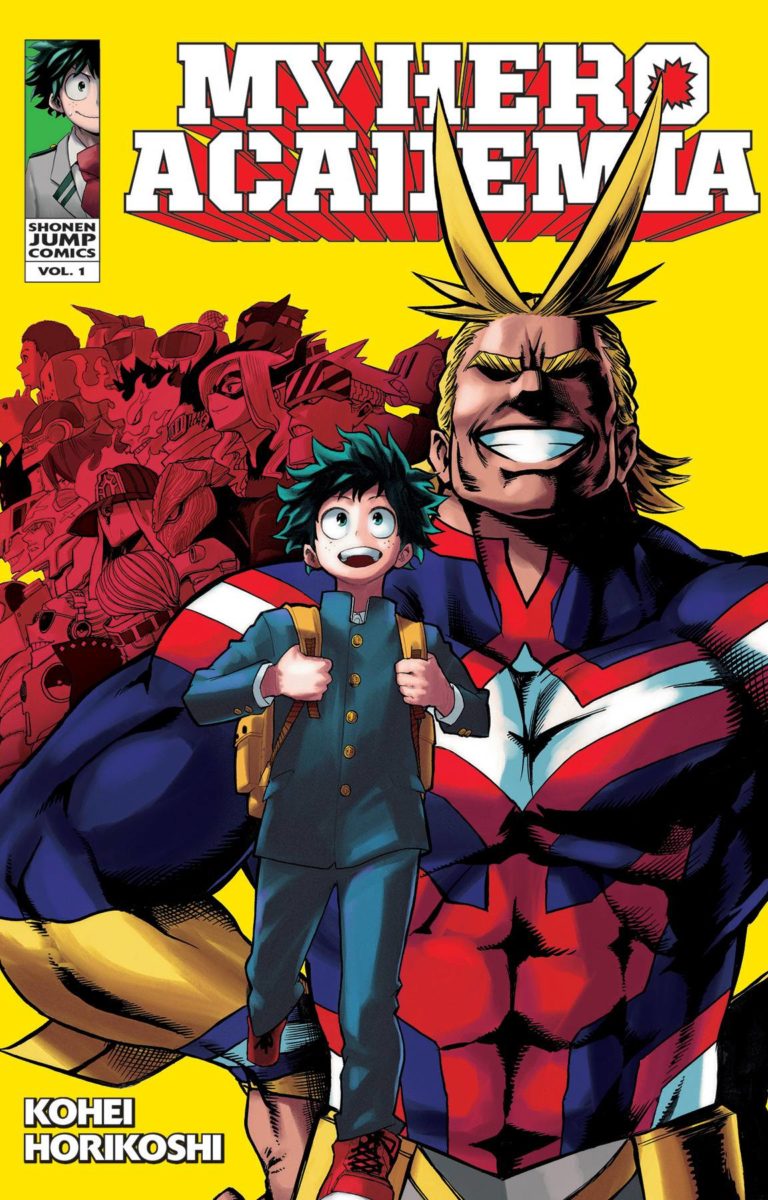 MY HERO
ACADEMIA
SHONEN
JUMP
COMICS
VOL. 1
KOHEI
HORIKOSHI